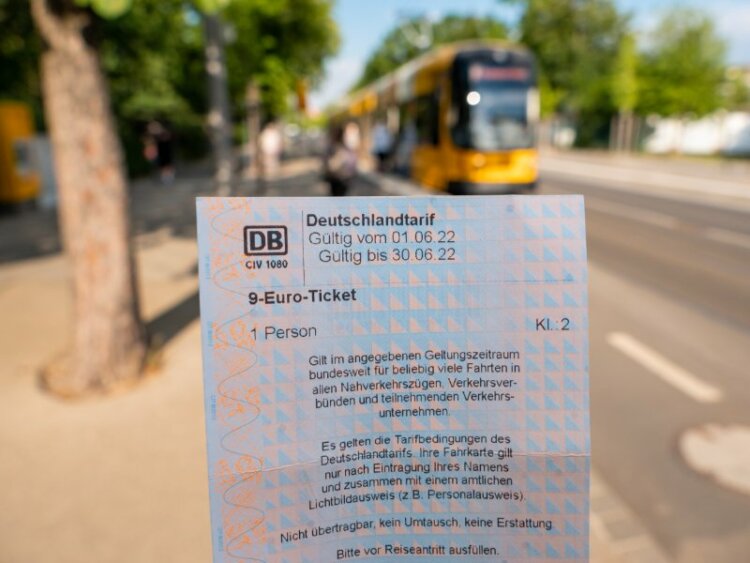 Deutschlandtarif
DB
Gültig vom 01.06.22
Gültig bis 30.06.22
CIV 1080
9-Euro-Ticket
1 Person
Kl.: 2
Gilt im angegebenen Geltungszeitraum
bundesweit für beliebig viele Fahrten in
allen Nahverkehrszügen, Verkehrsver-
bünden und teilnehmenden Verkehrs-
unternehmen.
Es gelten die Tarifbedingungen des
Deutschlandtarifs. Ihre Fahrkarte gilt
nur nach Eintragung Ihres Namens
und zusammen mit einem amtlichen
Lichtbildausweis (z B. Personalausweis).
Nicht übertragbar, kein Umtausch, keine Erstattung
Bitte vor Reiseantritt ausfüllen.